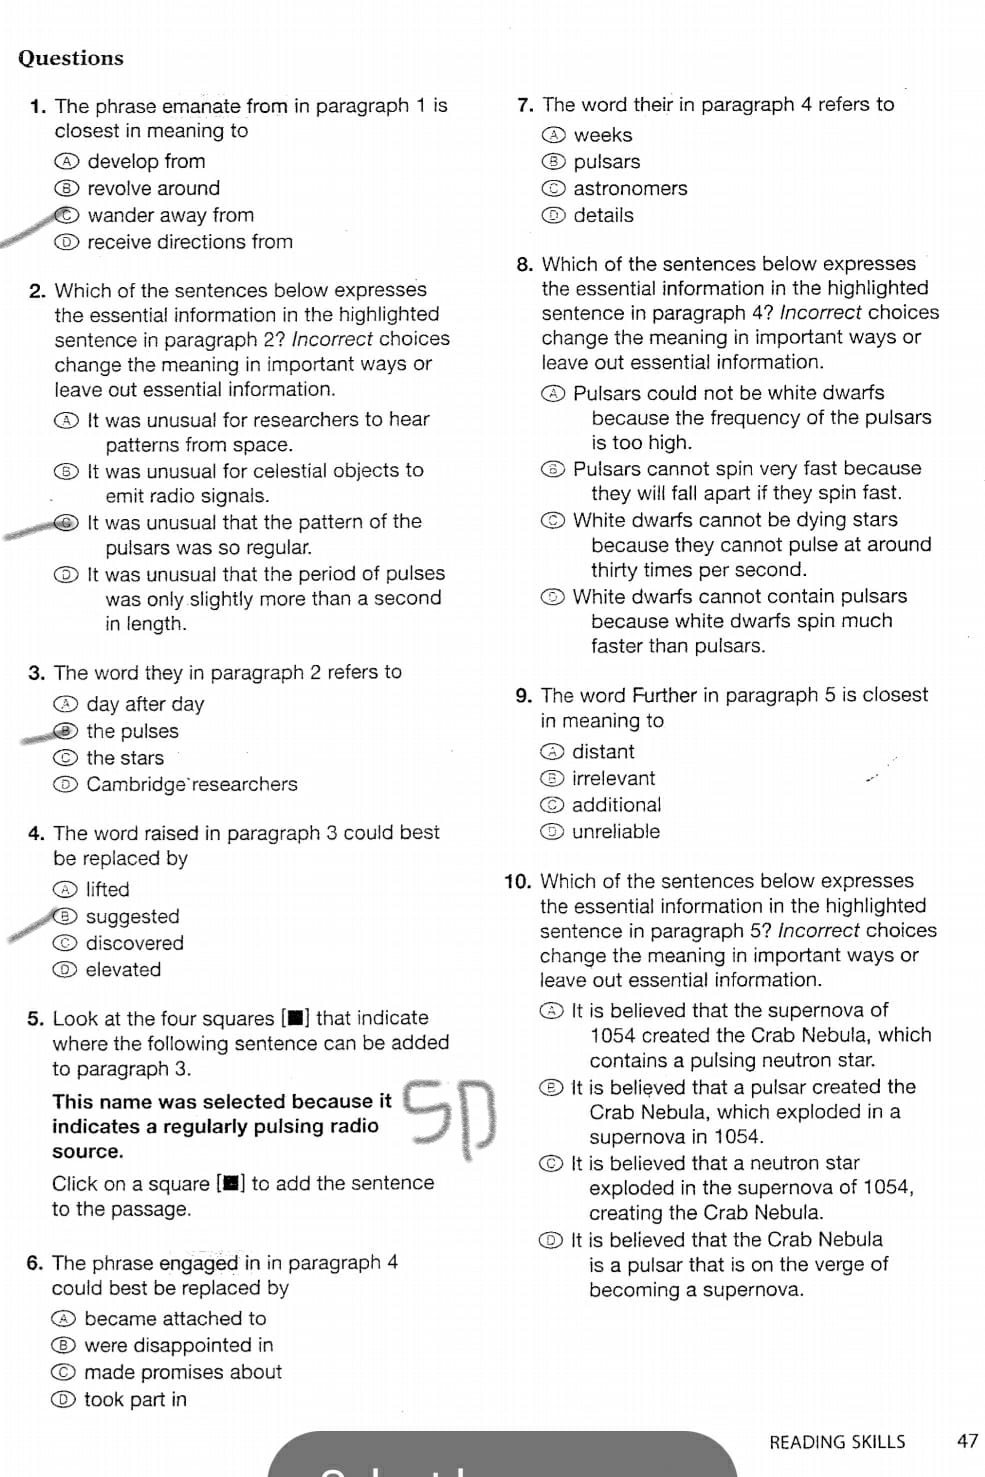 Questions
1. The phrase emanate from in paragraph 1 is
closest in meaning to
A develop from
B revolve around
C wander away from
D receive directions from
2. Which of the sentences below expresses
the essential information in the highlighted
sentence in paragraph 2? Incorrect choices
change the meaning in important ways or
leave out essential information.
A It was unusual for researchers to hear
patterns from space.
B It was unusual for celestial objects to
emit radio signals.
C It was unusual that the pattern of the
pulsars was so regular.
D It was unusual that the period of pulses
was only slightly more than a second
in length.
3. The word they in paragraph 2 refers to
A day after day
B the pulses
C the stars
D Cambridge researchers
4. The word raised in paragraph 3 could best
be replaced by
A lifted
B suggested
C discovered
D elevated
5. Look at the four squares [■] that indicate
where the following sentence can be added
to paragraph 3.
This name was selected because it
indicates a regularly pulsing radio
source.
Click on a square [■] to add the sentence
to the passage.
6. The phrase engaged in in paragraph 4
could best be replaced by
A became attached to
B were disappointed in
C made promises about
D took part in
7. The word their in paragraph 4 refers to
A weeks
B pulsars
C astronomers
D details
8. Which of the sentences below expresses
the essential information in the highlighted
sentence in paragraph 4? Incorrect choices
change the meaning in important ways or
leave out essential information.
A Pulsars could not be white dwarfs
because the frequency of the pulsars
is too high.
B Pulsars cannot spin very fast because
they will fall apart if they spin fast.
C White dwarfs cannot be dying stars
because they cannot pulse at around
thirty times per second.
D White dwarfs cannot contain pulsars
because white dwarfs spin much
faster than pulsars.
9. The word Further in paragraph 5 is closest
in meaning to
A distant
B irrelevant
C additional
D unreliable
10. Which of the sentences below expresses
the essential information in the highlighted
sentence in paragraph 5? Incorrect choices
change the meaning in important ways or
leave out essential information.
A It is believed that the supernova of
1054 created the Crab Nebula, which
contains a pulsing neutron star.
B It is believed that a pulsar created the
Crab Nebula, which exploded in a
supernova in 1054.
C It is believed that a neutron star
exploded in the supernova of 1054,
creating the Crab Nebula.
D It is believed that the Crab Nebula
is a pulsar that is on the verge of
becoming a supernova.
READING SKILLS 47